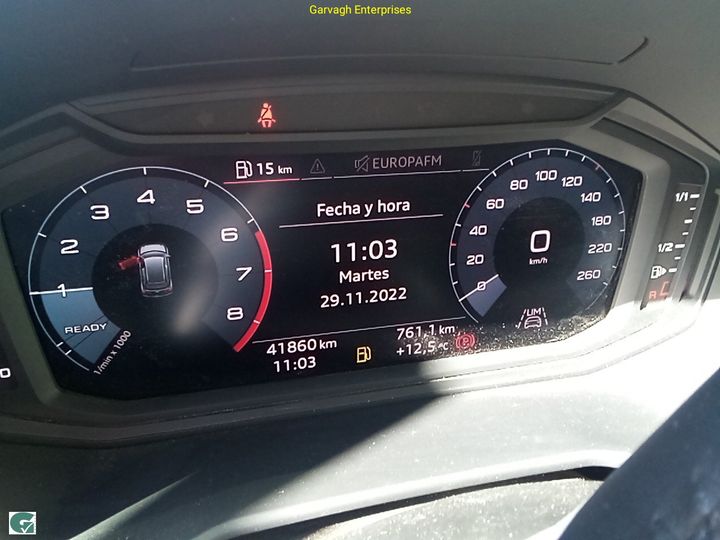 Garvagh Enterprises
15 km
EUROPAFM
Fecha y hora
11:03
Martes
29.11.2022
41860 km
11:03
761,1 km
+12,5 °C
1 2 3 4 5 6 7 8
READY
1/min x 1000
0 20 40 60 80 100 120 140 180 220 260
0
km/h
LIM
P
1/1
1/2
R